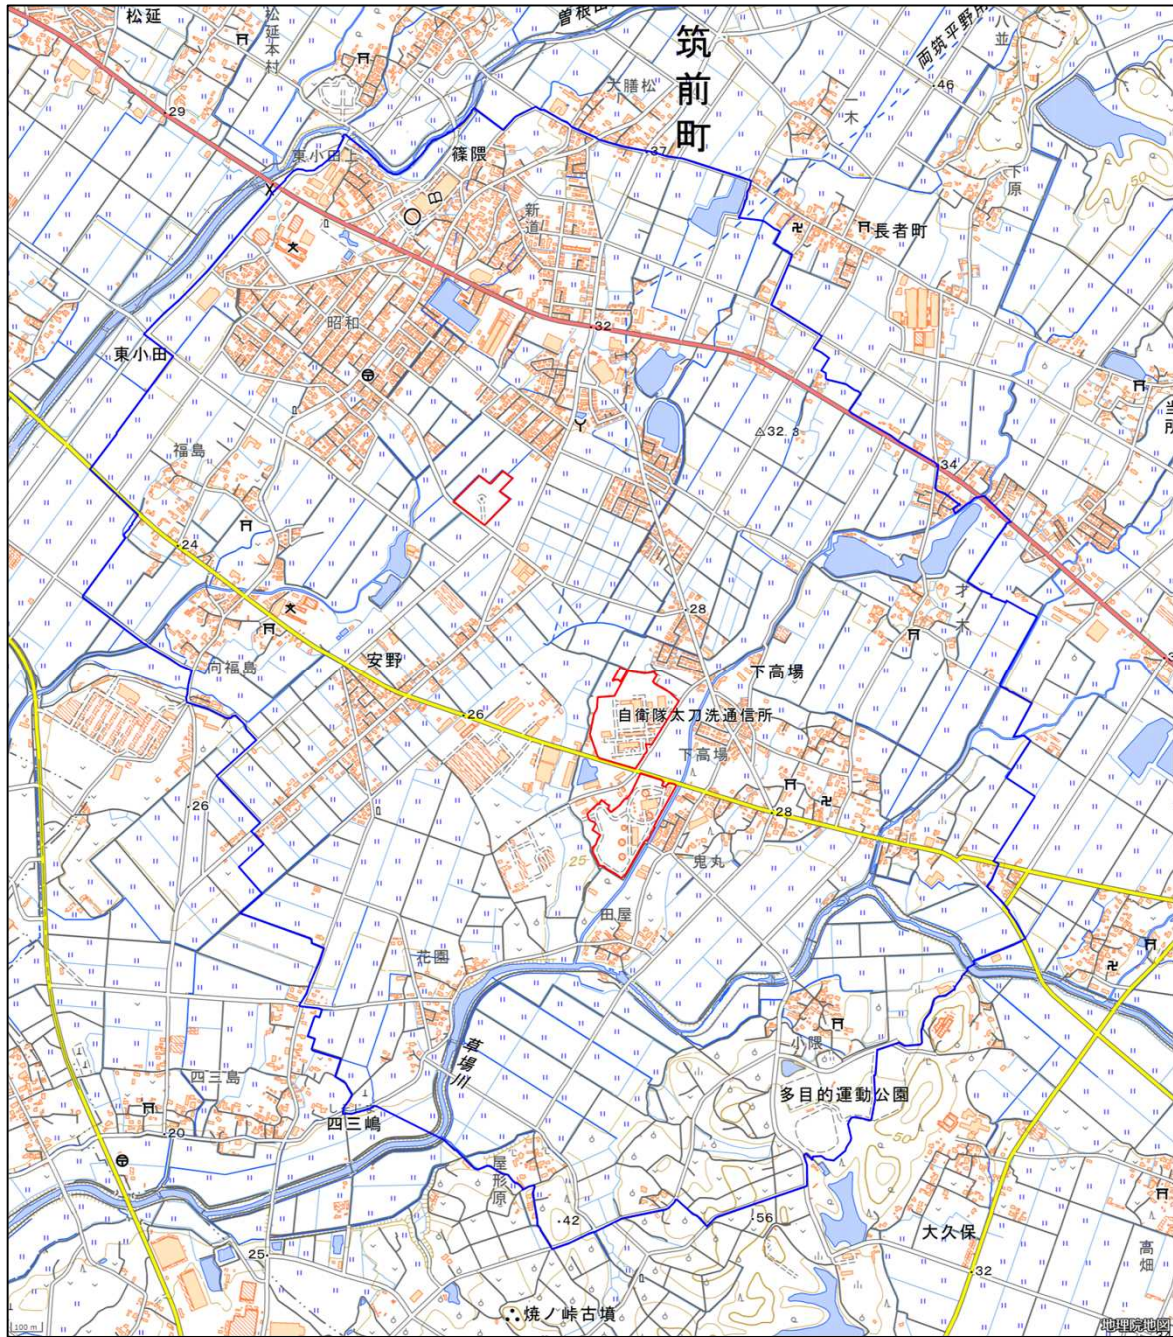 松延
松延本村
曽根田
筑前町
両筑平野用
八並
46
29
大膳松
一木
東小田上
篠隈
37
下原
新道
長者町
昭和
32
東小田
当所
32.3
福島
34
24
28
才ノ木
向福島
安野
下高場
26
自衛隊太刀洗通信所
下高場
26
28
25
鬼丸
田屋
花園
草場川
小隈
四三島
多目的運動公園
四三嶋
50
20
屋形原
42
56
大久保
高畑
25
32
焼ノ峠古墳
100 m
地理院地図
50